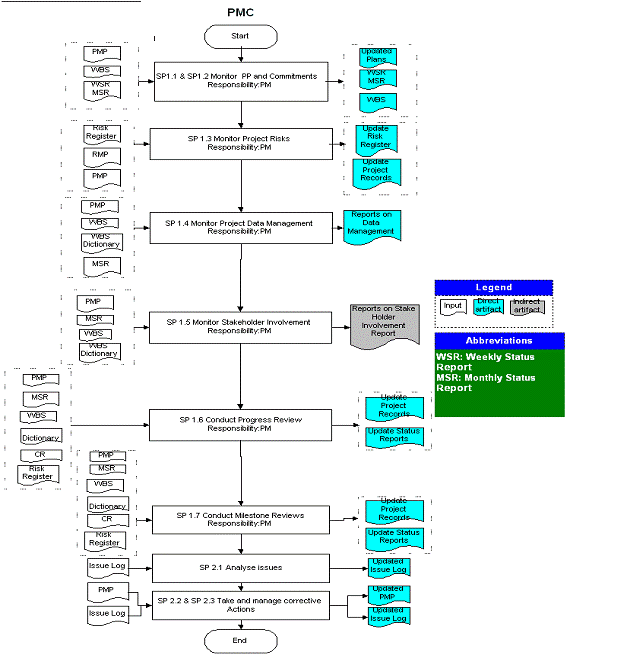 PMC
Start
PMP
WBS
WSR
MSR
SP1.1 & SP1.2 Monitor PP and Commitments
Responsibility:PM
Updated
Plans
WSR
MSR
WBS
Risk
Register
RMP
PMP
SP 1.3 Monitor Project Risks
Responsibility:PM
Update
Risk
Register
Update
Project
Records
PMP
WBS
WBS
Dictionary
MSR
SP 1.4 Monitor Project Data Management
Responsibility:PM
Reports on
Data
Management
Legend
Input
Direct
artifact
Indirect
artifact
Abbreviations
WSR: Weekly Status
Report
MSR: Monthly Status
Report
PMP
MSR
WBS
WBS
Dictionary
SP 1.5 Monitor Stakeholder Involvement
Responsibility:PM
Reports on Stake
Holder
Involvement
Report
PMP
MSR
WBS
Dictionary
CR
Risk
Register
SP 1.6 Conduct Progress Review
Responsibility:PM
Update
Project
Records
Update Status
Reports
PMP
MSR
WBS
Dictionary
CR
Risk
Register
SP 1.7 Conduct Milestone Reviews
Responsibility:PM
Update
Project
Records
Update Status
Reports
Issue Log
SP 2.1 Analyse issues
Updated
Issue Log
PMP
Issue Log
SP 2.2 & SP 2.3 Take and manage corrective
Actions
Updated
PMP
Updated
Issue Log
End